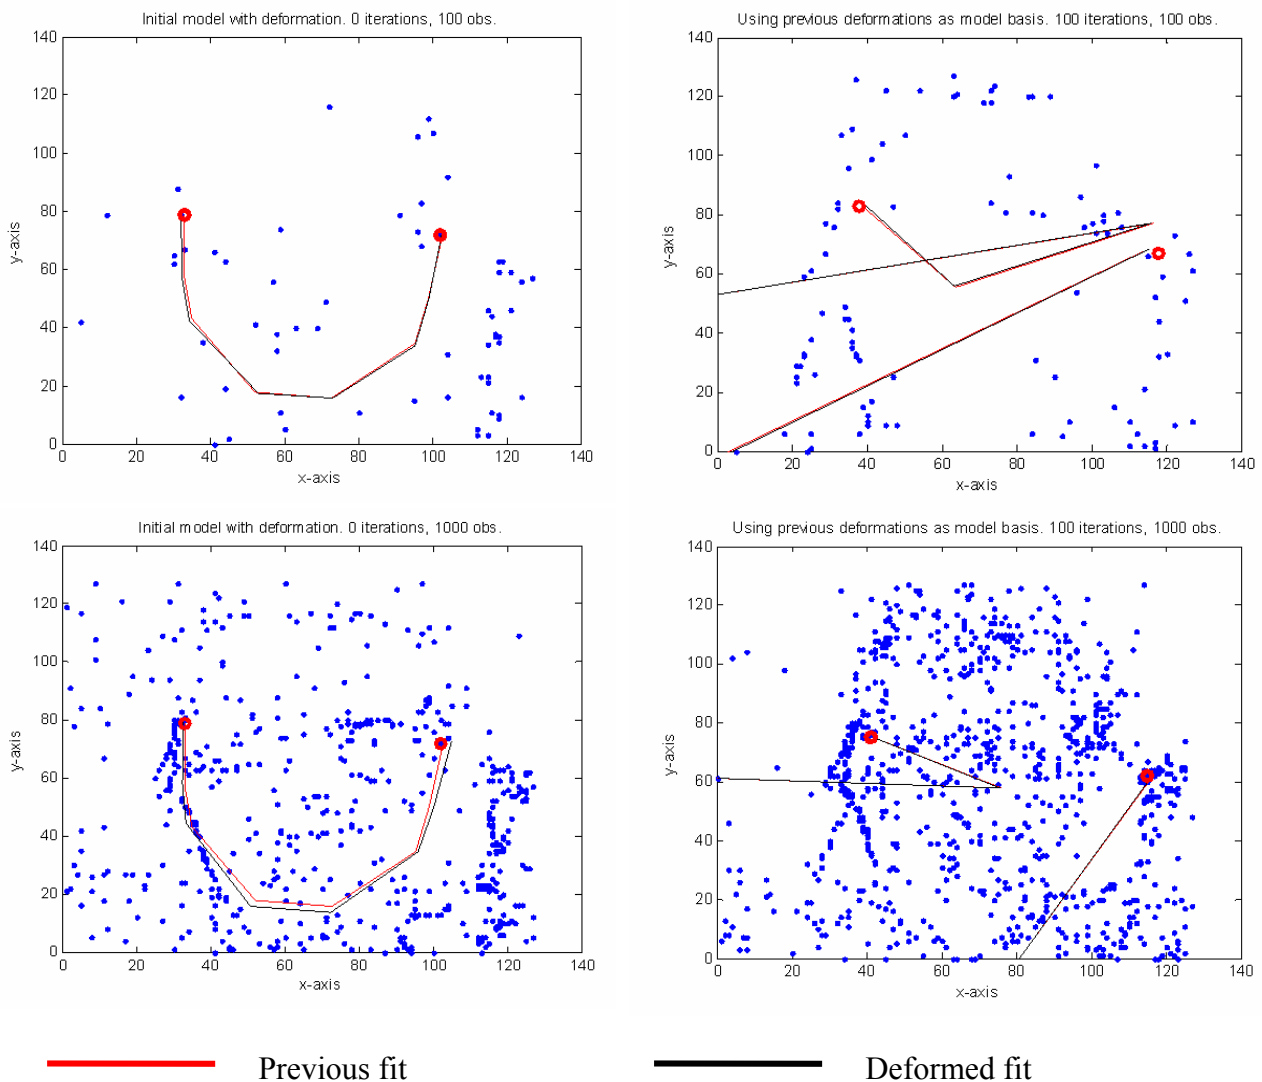 Initial model with deformation. 0 iterations, 100 obs.
140
120
100
80
60
40
20
0
y-axis
0 20 40 60 80 100 120 140
x-axis
Using previous deformations as model basis. 100 iterations, 100 obs.
140
120
100
80
60
40
20
0
y-axis
0 20 40 60 80 100 120 140
x-axis
Initial model with deformation. 0 iterations, 1000 obs.
140
120
100
80
60
40
20
0
y-axis
0 20 40 60 80 100 120 140
x-axis
Using previous deformations as model basis. 100 iterations, 1000 obs.
140
120
100
80
60
40
20
0
y-axis
0 20 40 60 80 100 120 140
x-axis
Previous fit
Deformed fit